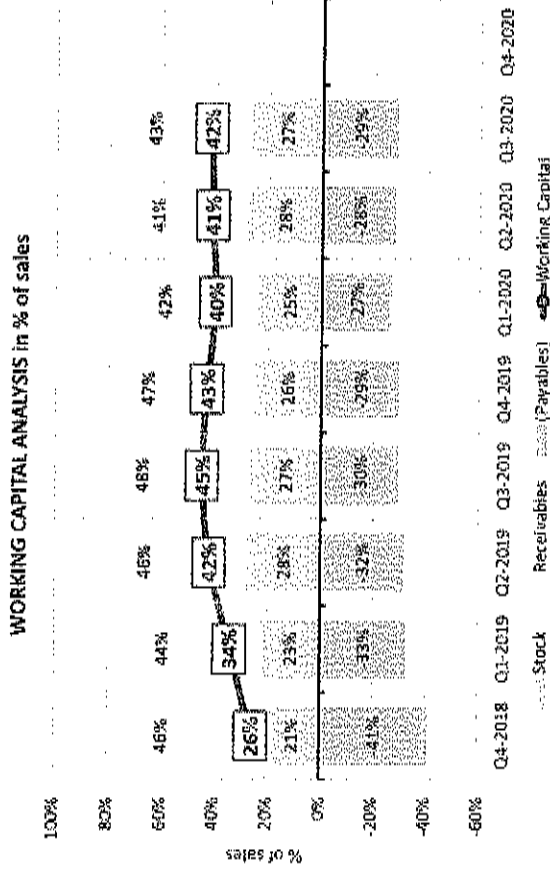 WORKING CAPITAL ANALYSIS in % of sales
100%
80%
60%
40%
20%
0%
-20%
-40%
-60%
% of sales
46% 44% 46% 48% 47% 42% 41% 43%
26% 34% 42% 45% 43% 40% 41% 42%
21% 23% 28% 27% 26% 25% 28% 27%
-41% -33% -32% -30% -29% -27% -28% -29%
Q4-2018 Q1-2019 Q2-2019 Q3-2019 Q4-2019 Q1-2020 Q2-2020 Q3-2020 Q4-2020
Stock Receivables (Payables) Working Capital